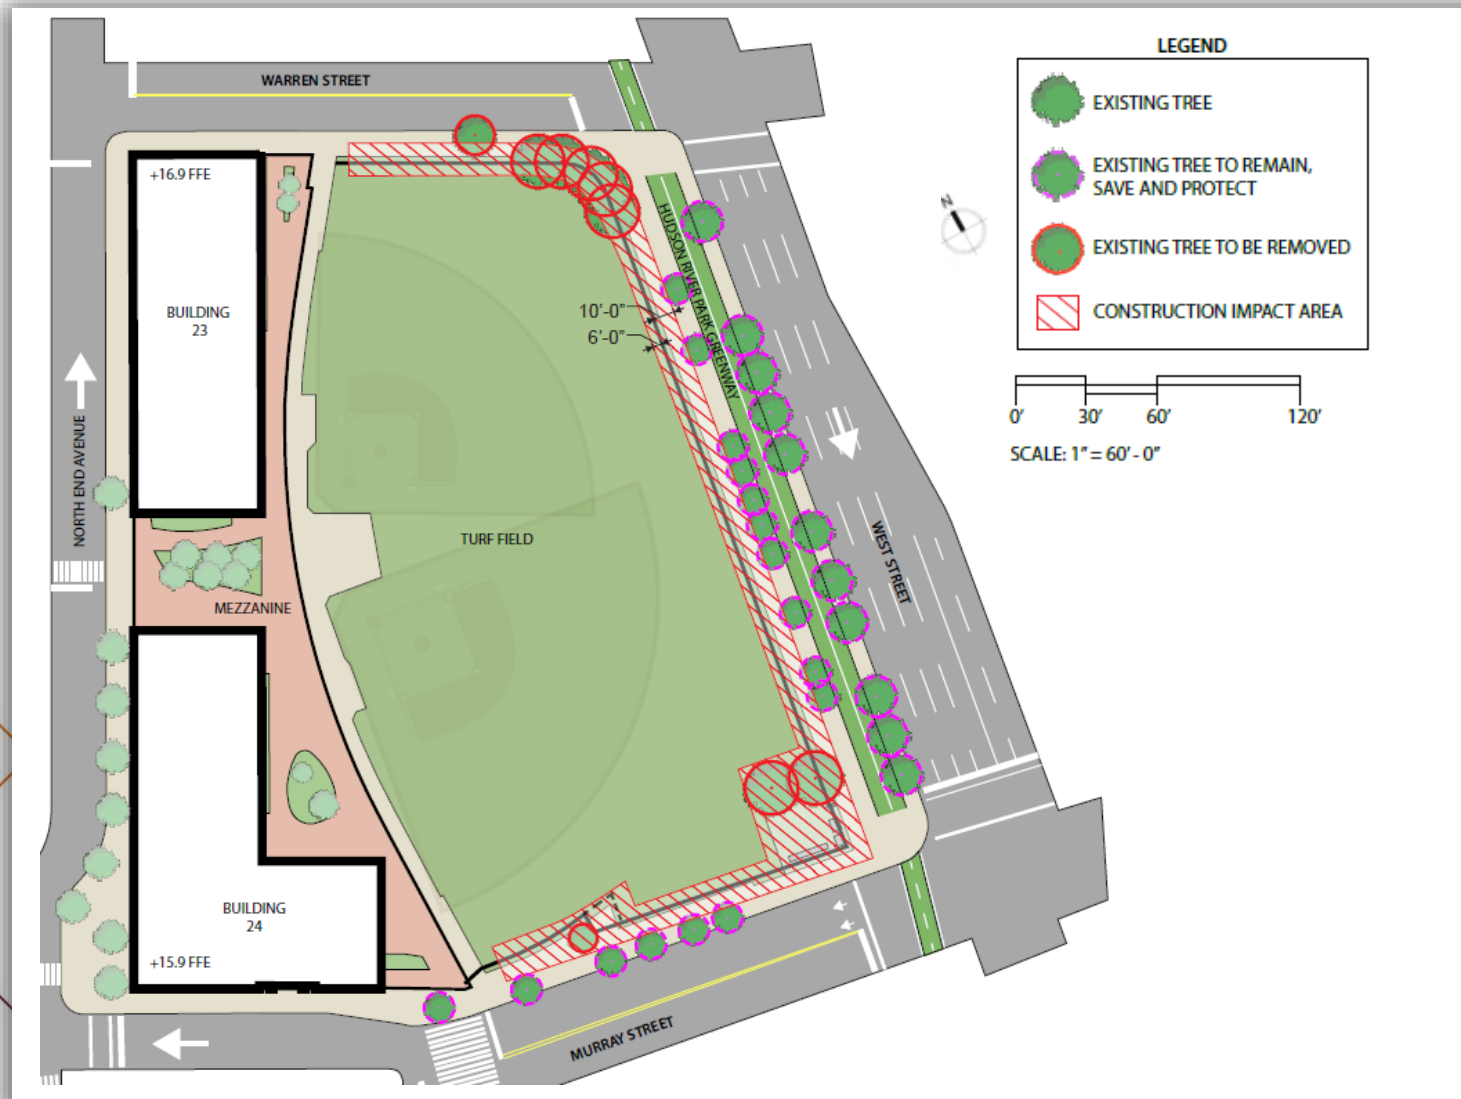 WARREN STREET
LEGEND
EXISTING TREE
EXISTING TREE TO REMAIN,
SAVE AND PROTECT
EXISTING TREE TO BE REMOVED
CONSTRUCTION IMPACT AREA
0' 30' 60' 120'
SCALE: 1" = 60' - 0"
N
+16.9 FFE
BUILDING
23
HUDSON RIVER PARK GREENWAY
10'-0"
6'-0"
NORTH END AVENUE
TURF FIELD
WEST STREET
MEZZANINE
BUILDING
24
+15.9 FFE
MURRAY STREET